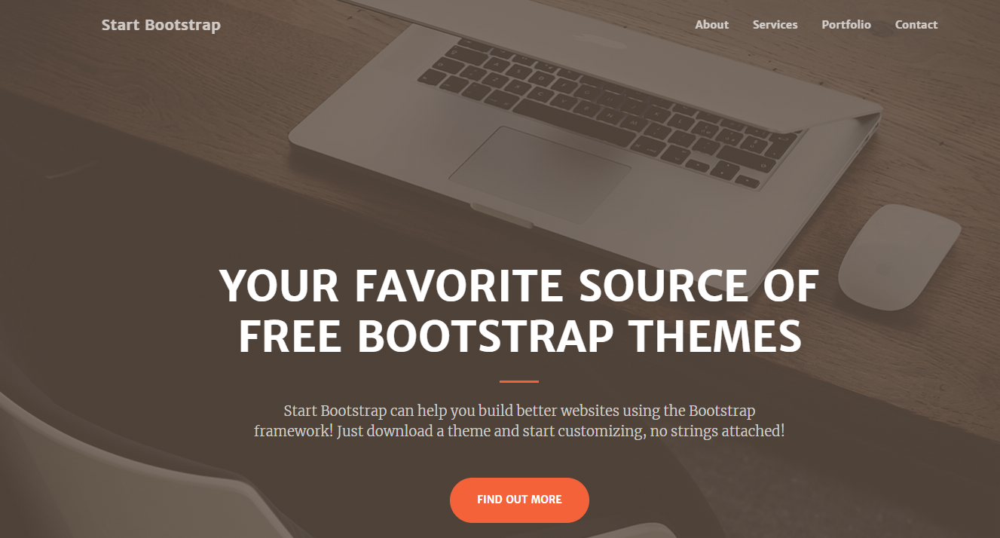 Start Bootstrap
About Services Portfolio Contact
YOUR FAVORITE SOURCE OF
FREE BOOTSTRAP THEMES
Start Bootstrap can help you build better websites using the Bootstrap
framework! Just download a theme and start customizing, no strings attached!
FIND OUT MORE